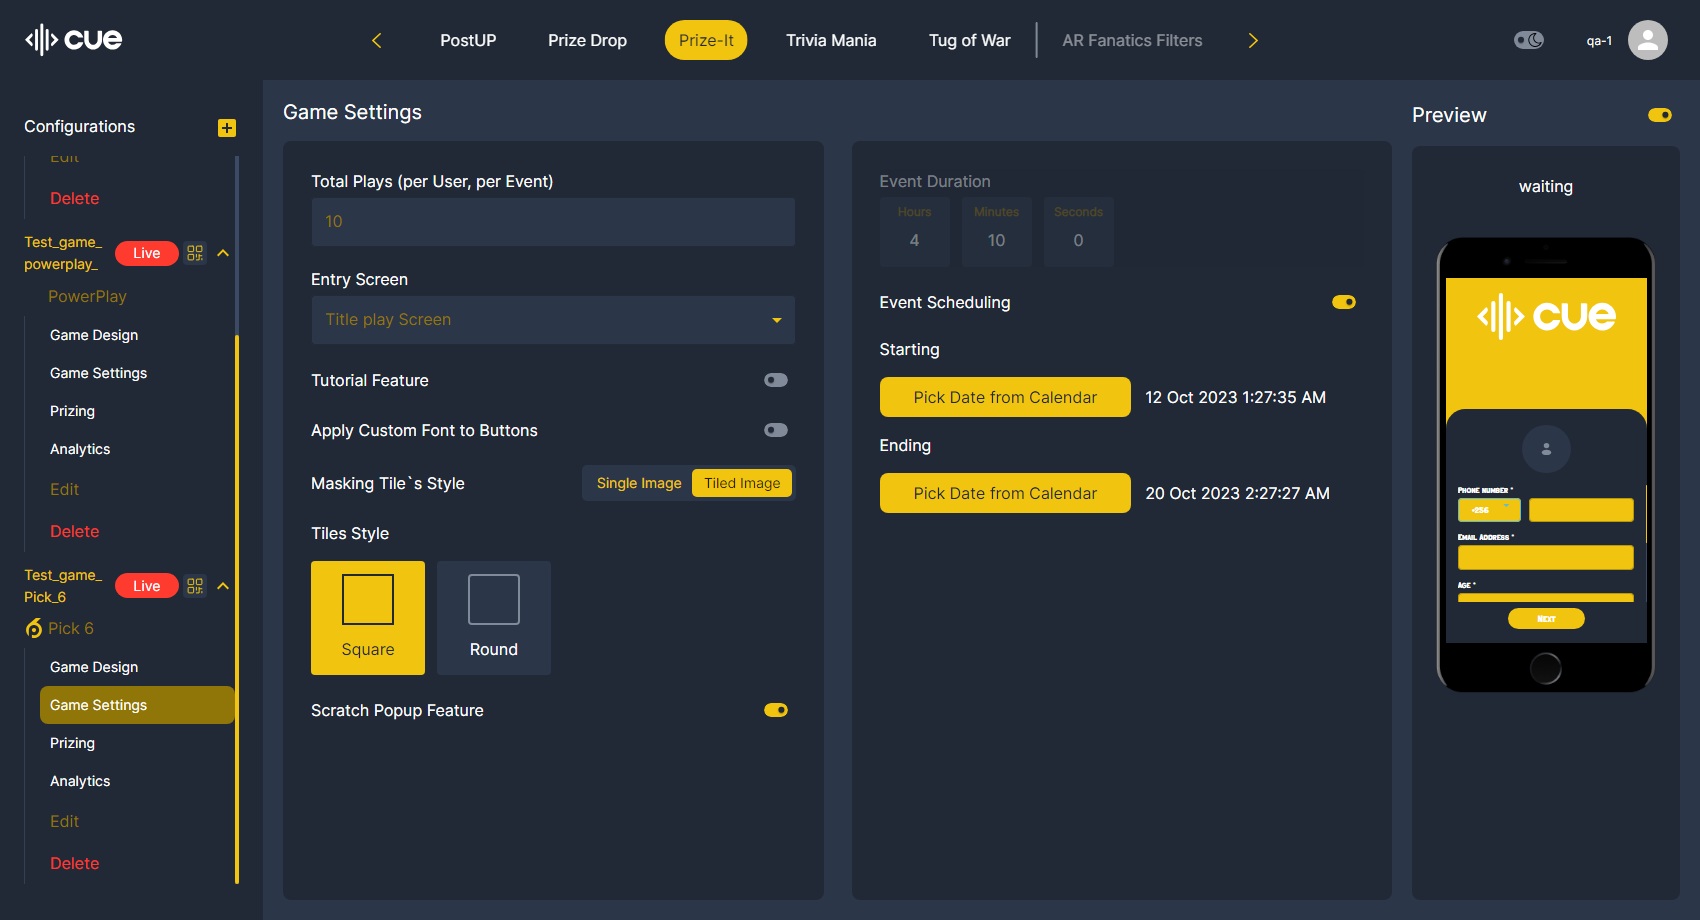 cue
PostUP
Prize Drop
Prize-It
Trivia Mania
Tug of War
AR Fanatics Filters
qa-1
Configurations
Edit
Delete
Test_game_
powerplay_
Live
PowerPlay
Game Design
Game Settings
Prizing
Analytics
Edit
Delete
Test_game_
Pick_6
Live
Pick 6
Game Design
Game Settings
Prizing
Analytics
Edit
Delete
Game Settings
Total Plays (per User, per Event)
10
Entry Screen
Title play Screen
Tutorial Feature
Apply Custom Font to Buttons
Masking Tile`s Style
Single Image
Tiled Image
Tiles Style
Square
Round
Scratch Popup Feature
Event Duration
Hours
Minutes
Seconds
4
10
0
Event Scheduling
Starting
Pick Date from Calendar
12 Oct 2023 1:27:35 AM
Ending
Pick Date from Calendar
20 Oct 2023 2:27:27 AM
Preview
waiting
cue
Phone number *
+256
Email Address *
Age *
Next